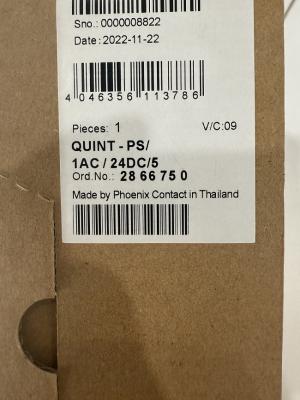 Sno.: 0000008822
Date: 2022-11-22
4 046356 113786
Pieces: 1 V/C: 09
QUINT - PS/
1AC / 24DC/5
Ord.No.: 28 66 75 0
Made by Phoenix Contact in Thailand